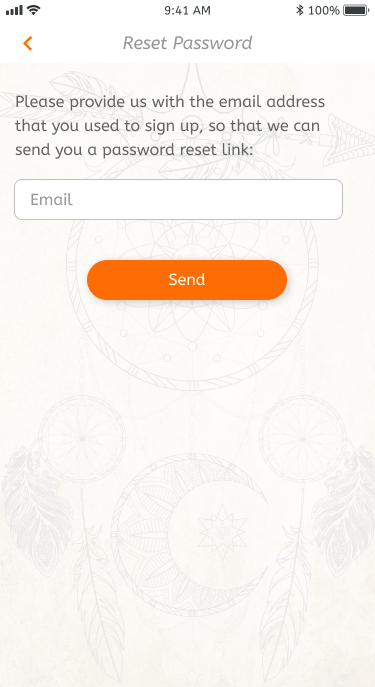 9:41 AM 100%
Reset Password
Please provide us with the email address
that you used to sign up, so that we can
send you a password reset link:
Email
Send